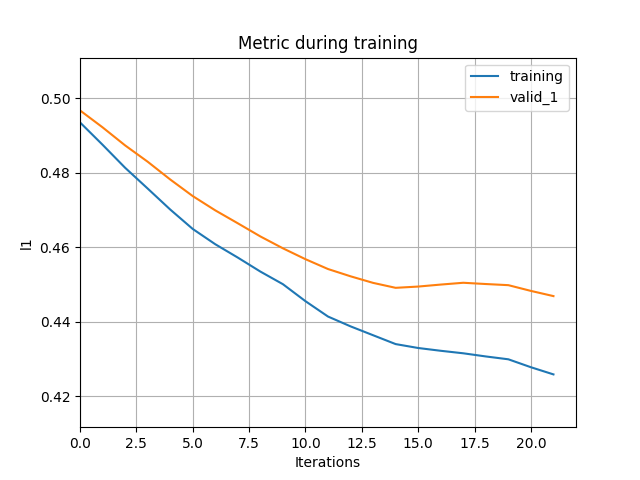 Metric during training
training
valid_1
0.50
0.48
0.46
0.44
0.42
l1
0.0 2.5 5.0 7.5 10.0 12.5 15.0 17.5 20.0
Iterations